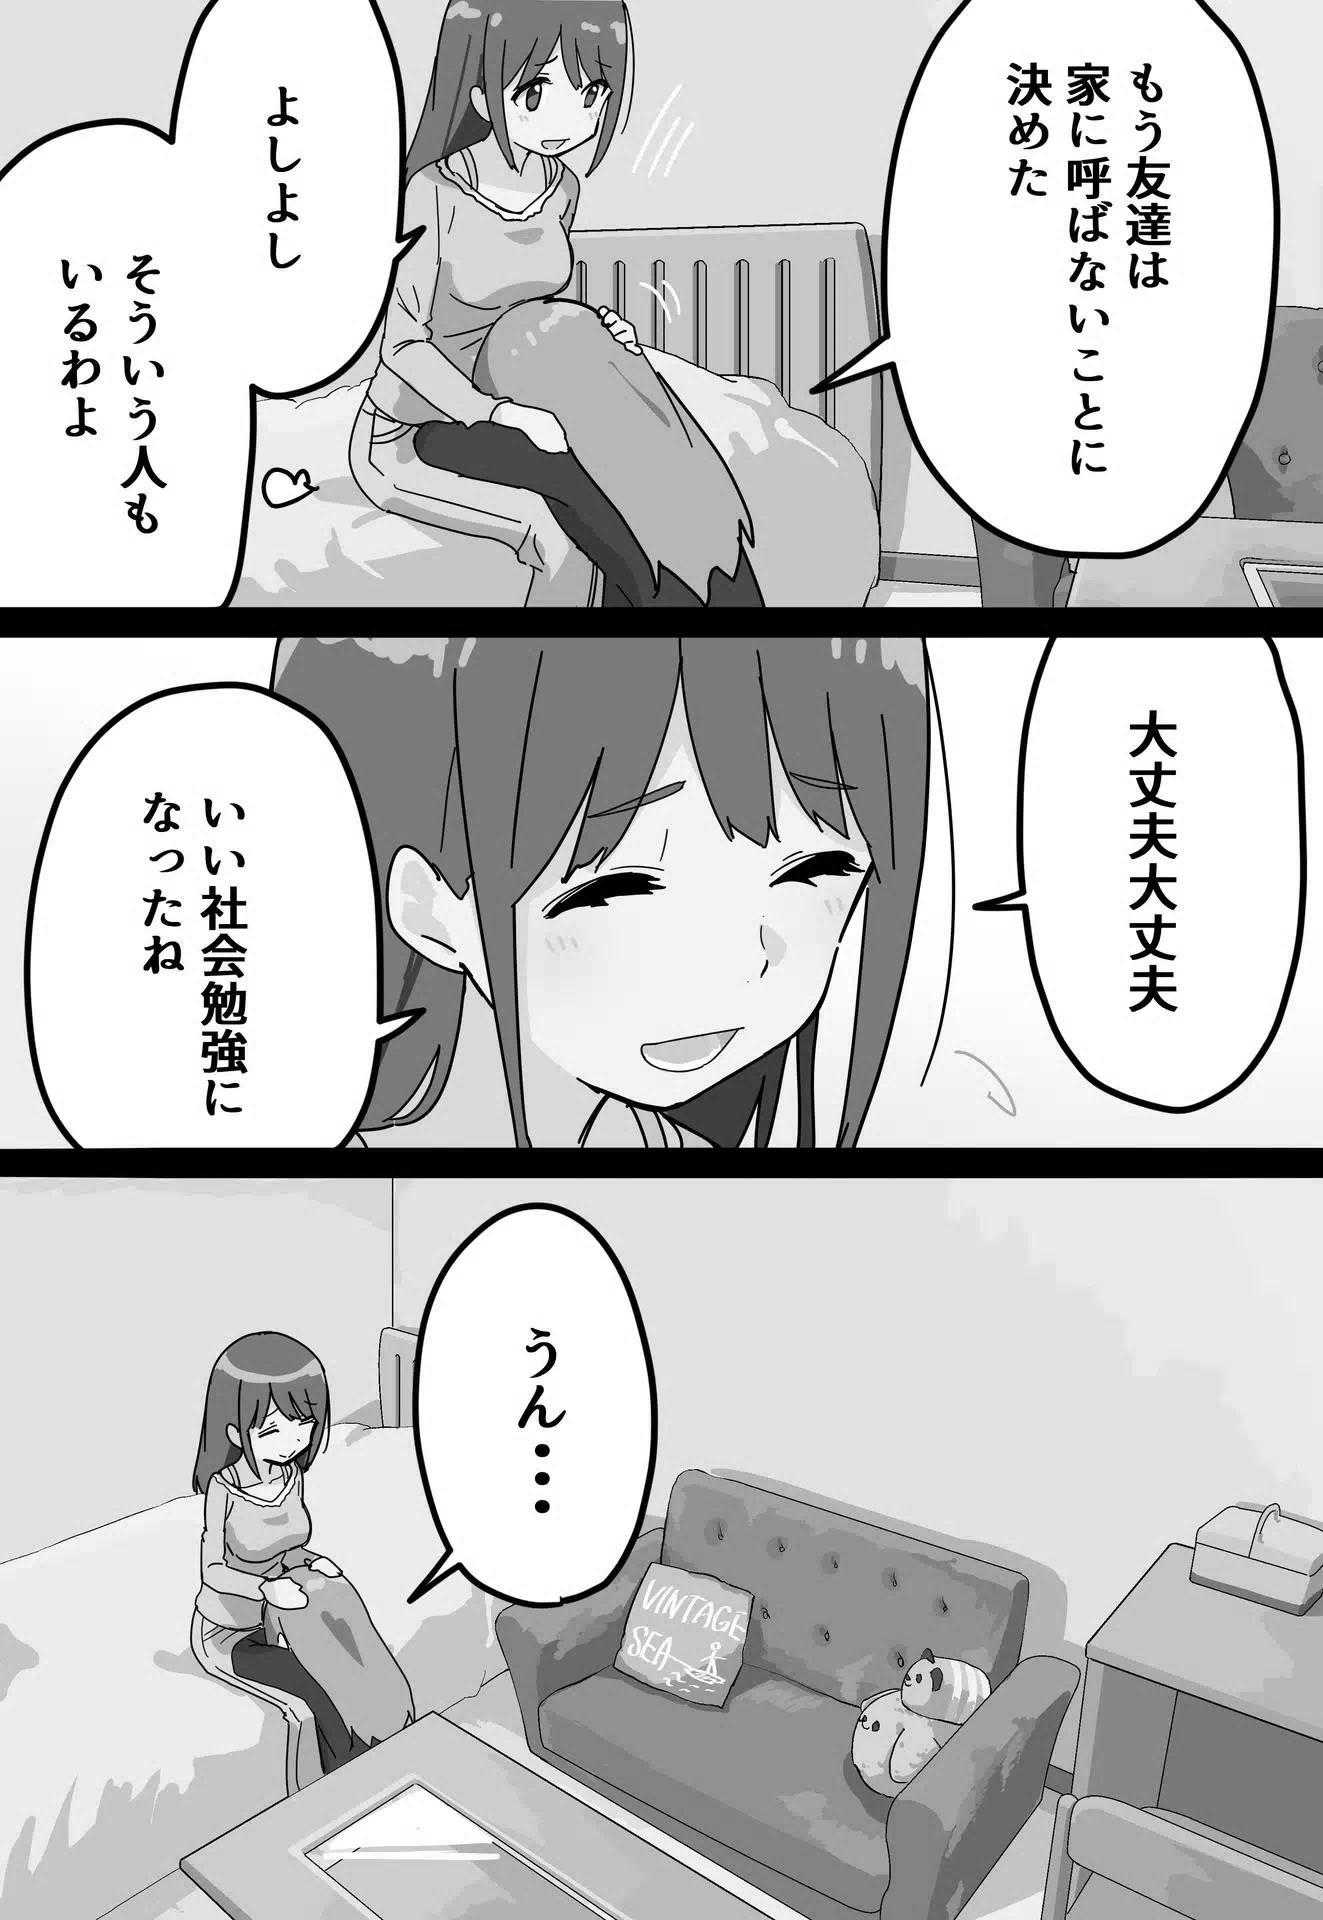 もう友達は
家に呼ばないことに
決めた
よしよし
そういう人も
いるわよ
大丈夫大丈夫
いい社会勉強に
なったね
うん・・・
VINTAGE
SEA